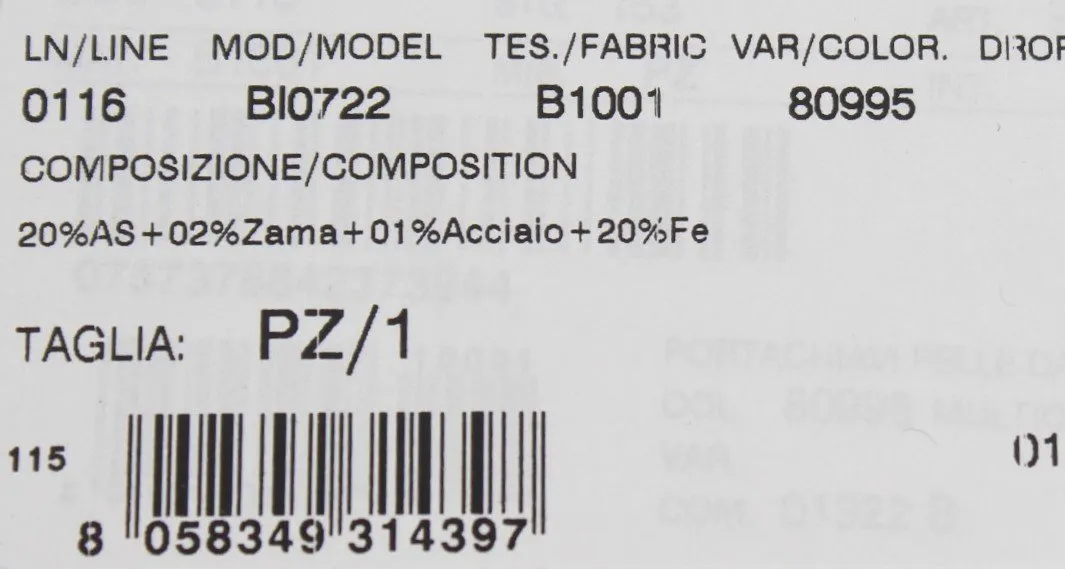 LN/LINE MOD/MODEL TES./FABRIC VAR/COLOR.
0116 BI0722 B1001 80995
COMPOSIZIONE/COMPOSITION
20%AS+02%Zama+01%Acciaio+20%Fe
TAGLIA: PZ/1
115
8 058349 314397